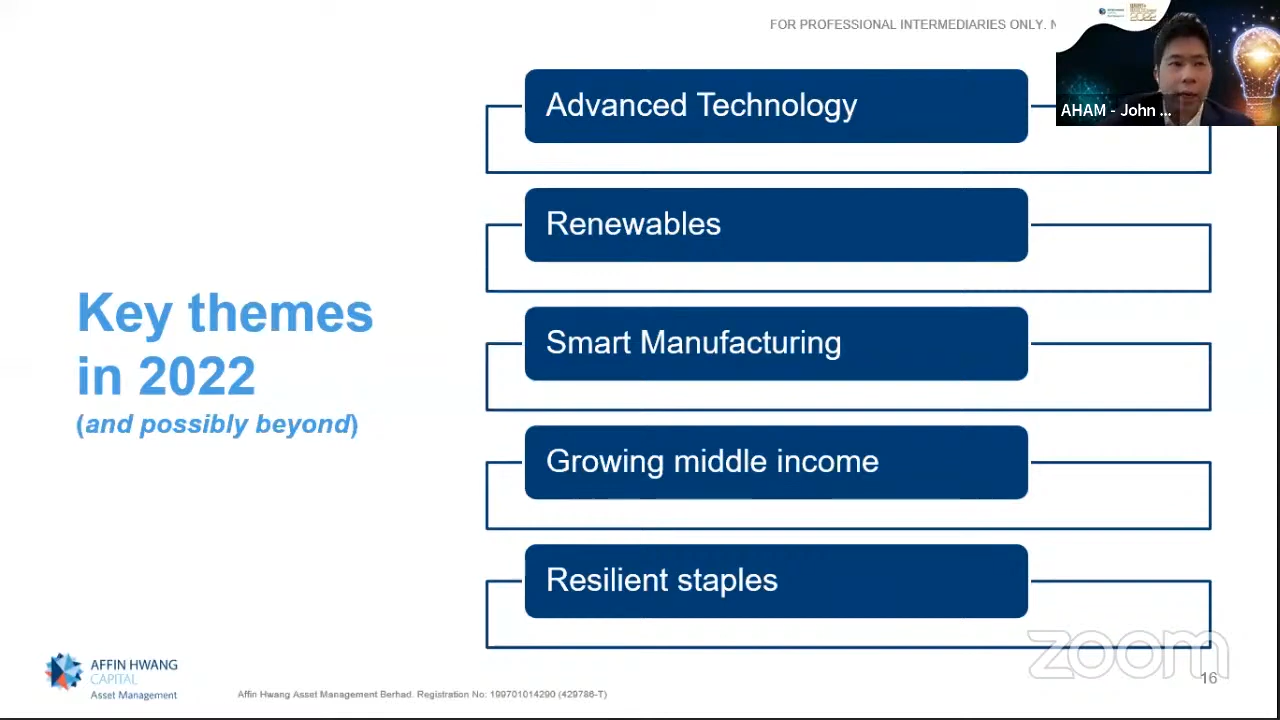 FOR PROFESSIONAL INTERMEDIARIES ONLY.
AHAM - John ...
Advanced Technology
Renewables
Smart Manufacturing
Key themes
in 2022
(and possibly beyond)
Growing middle income
Resilient staples
zoom
16
AFFIN HWANG
CAPITAL
Asset Management
Affin Hwang Asset Management Berhad. Registration No: 199701014290 (429786-T)